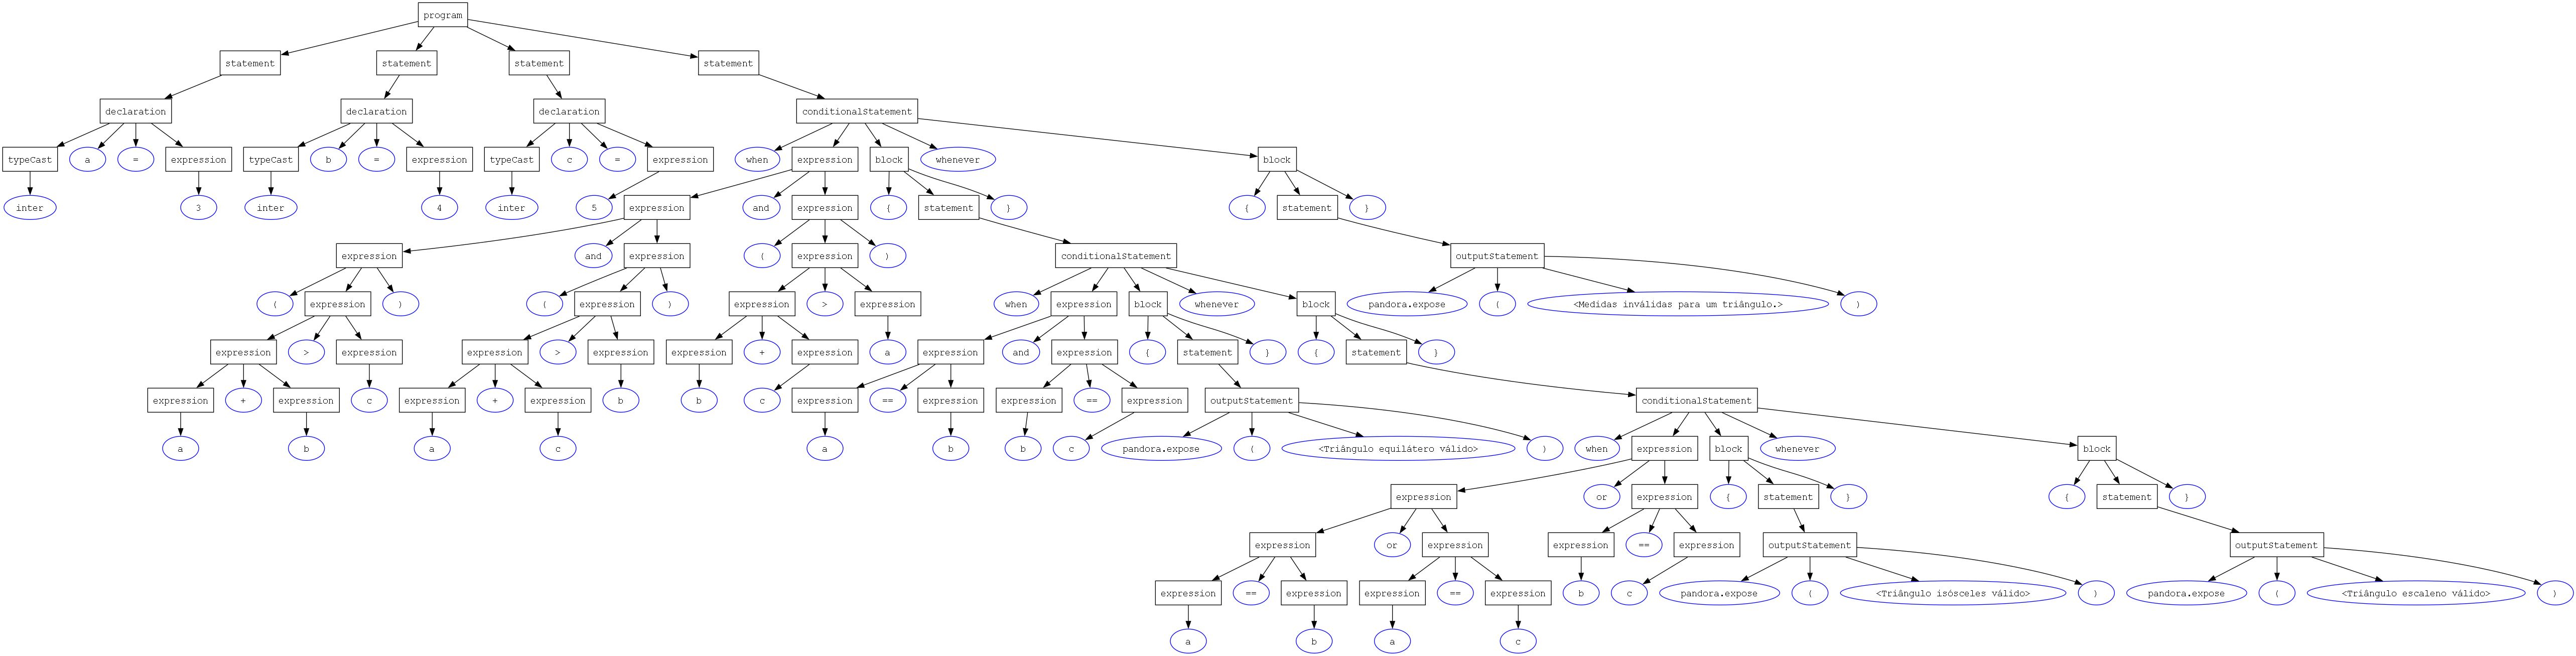 program
statement statement statement statement
declaration declaration declaration conditionalStatement
typeCast a = expression typeCast b = expression typeCast c = expression when expression block whenever block
inter 3 inter 4 inter 5 expression and expression { statement } { statement }
expression and expression ( expression ) conditionalStatement outputStatement
( expression ) ( expression ) expression > expression when expression block whenever block pandora.expose ( <Medidas inválidas para um triângulo.> )
expression > expression expression > expression expression + expression a expression and expression { statement } { statement }
expression + expression c expression + expression b b c expression == expression expression == expression outputStatement conditionalStatement
a b a c a b b c pandora.expose ( <Triângulo equilátero válido> ) when expression block whenever block
expression or expression { statement } { statement }
expression or expression expression == expression outputStatement outputStatement
expression == expression expression == expression b c pandora.expose ( <Triângulo isósceles válido> ) pandora.expose ( <Triângulo escaleno válido> )
a b a c